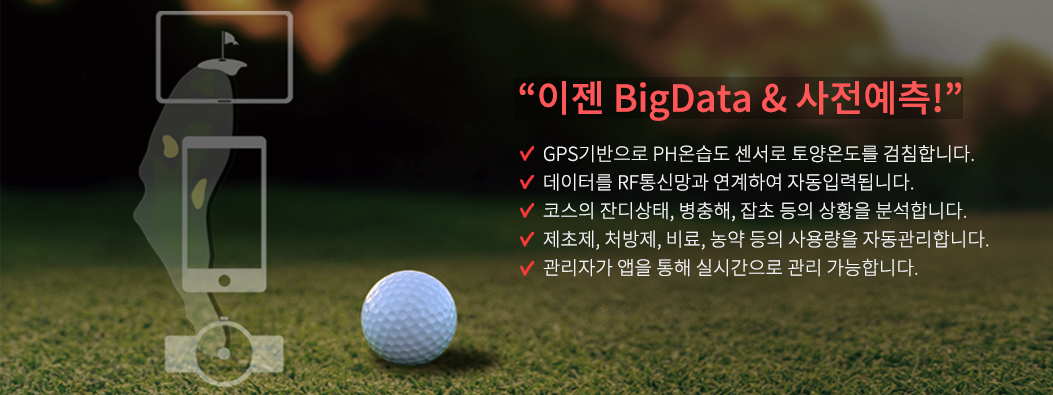 “이젠 BigData & 사전예측!”
GPS기반으로 PH온습도 센서로 토양온도를 검침합니다.
데이터를 RF통신망과 연계하여 자동입력됩니다.
코스의 잔디상태, 병충해, 잡초 등의 상황을 분석합니다.
제초제, 처방제, 비료, 농약 등의 사용량을 자동관리합니다.
관리자가 앱을 통해 실시간으로 관리 가능합니다.